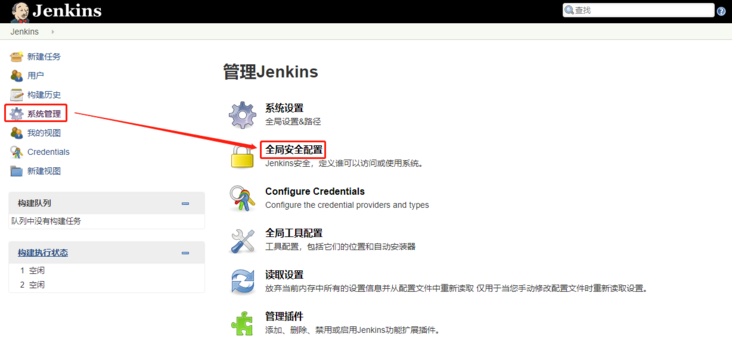 Jenkins
查找
Jenkins
新建任务
用户
构建历史
系统管理
我的视图
Credentials
新建视图
构建队列
队列中没有构建任务
构建执行状态
1 空闲
2 空闲
管理Jenkins
系统设置
全局设置&路径
全局安全配置
Jenkins安全，定义谁可以访问或使用系统。
Configure Credentials
Configure the credential providers and types
全局工具配置
工具配置，包括它们的位置和自动安装器
读取设置
放弃当前内存中所有的设置信息并从配置文件中重新读取 仅用于当您手动修改配置文件时重新读取设置。
管理插件
添加、删除、禁用或启用Jenkins功能扩展插件。